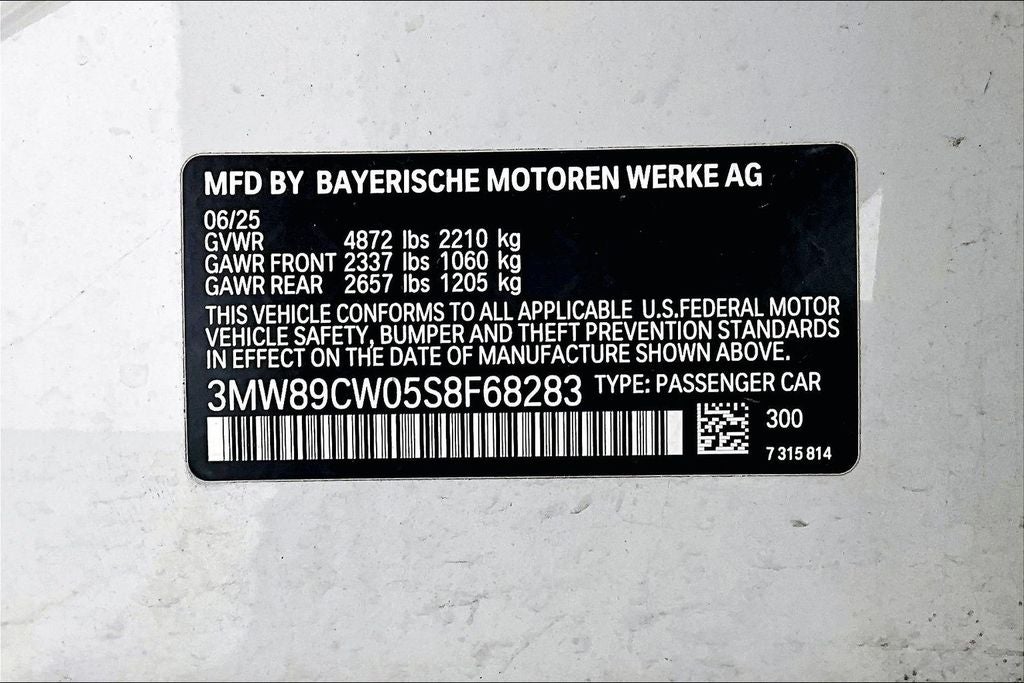 MFD BY BAYERISCHE MOTOREN WERKE AG
06/25
GVWR 4872 lbs 2210 kg
GAWR FRONT 2337 lbs 1060 kg
GAWR REAR 2657 lbs 1205 kg
THIS VEHICLE CONFORMS TO ALL APPLICABLE U.S.FEDERAL MOTOR
VEHICLE SAFETY, BUMPER AND THEFT PREVENTION STANDARDS
IN EFFECT ON THE DATE OF MANUFACTURE SHOWN ABOVE.
3MW89CW05S8F68283 TYPE: PASSENGER CAR
300
7 315 814